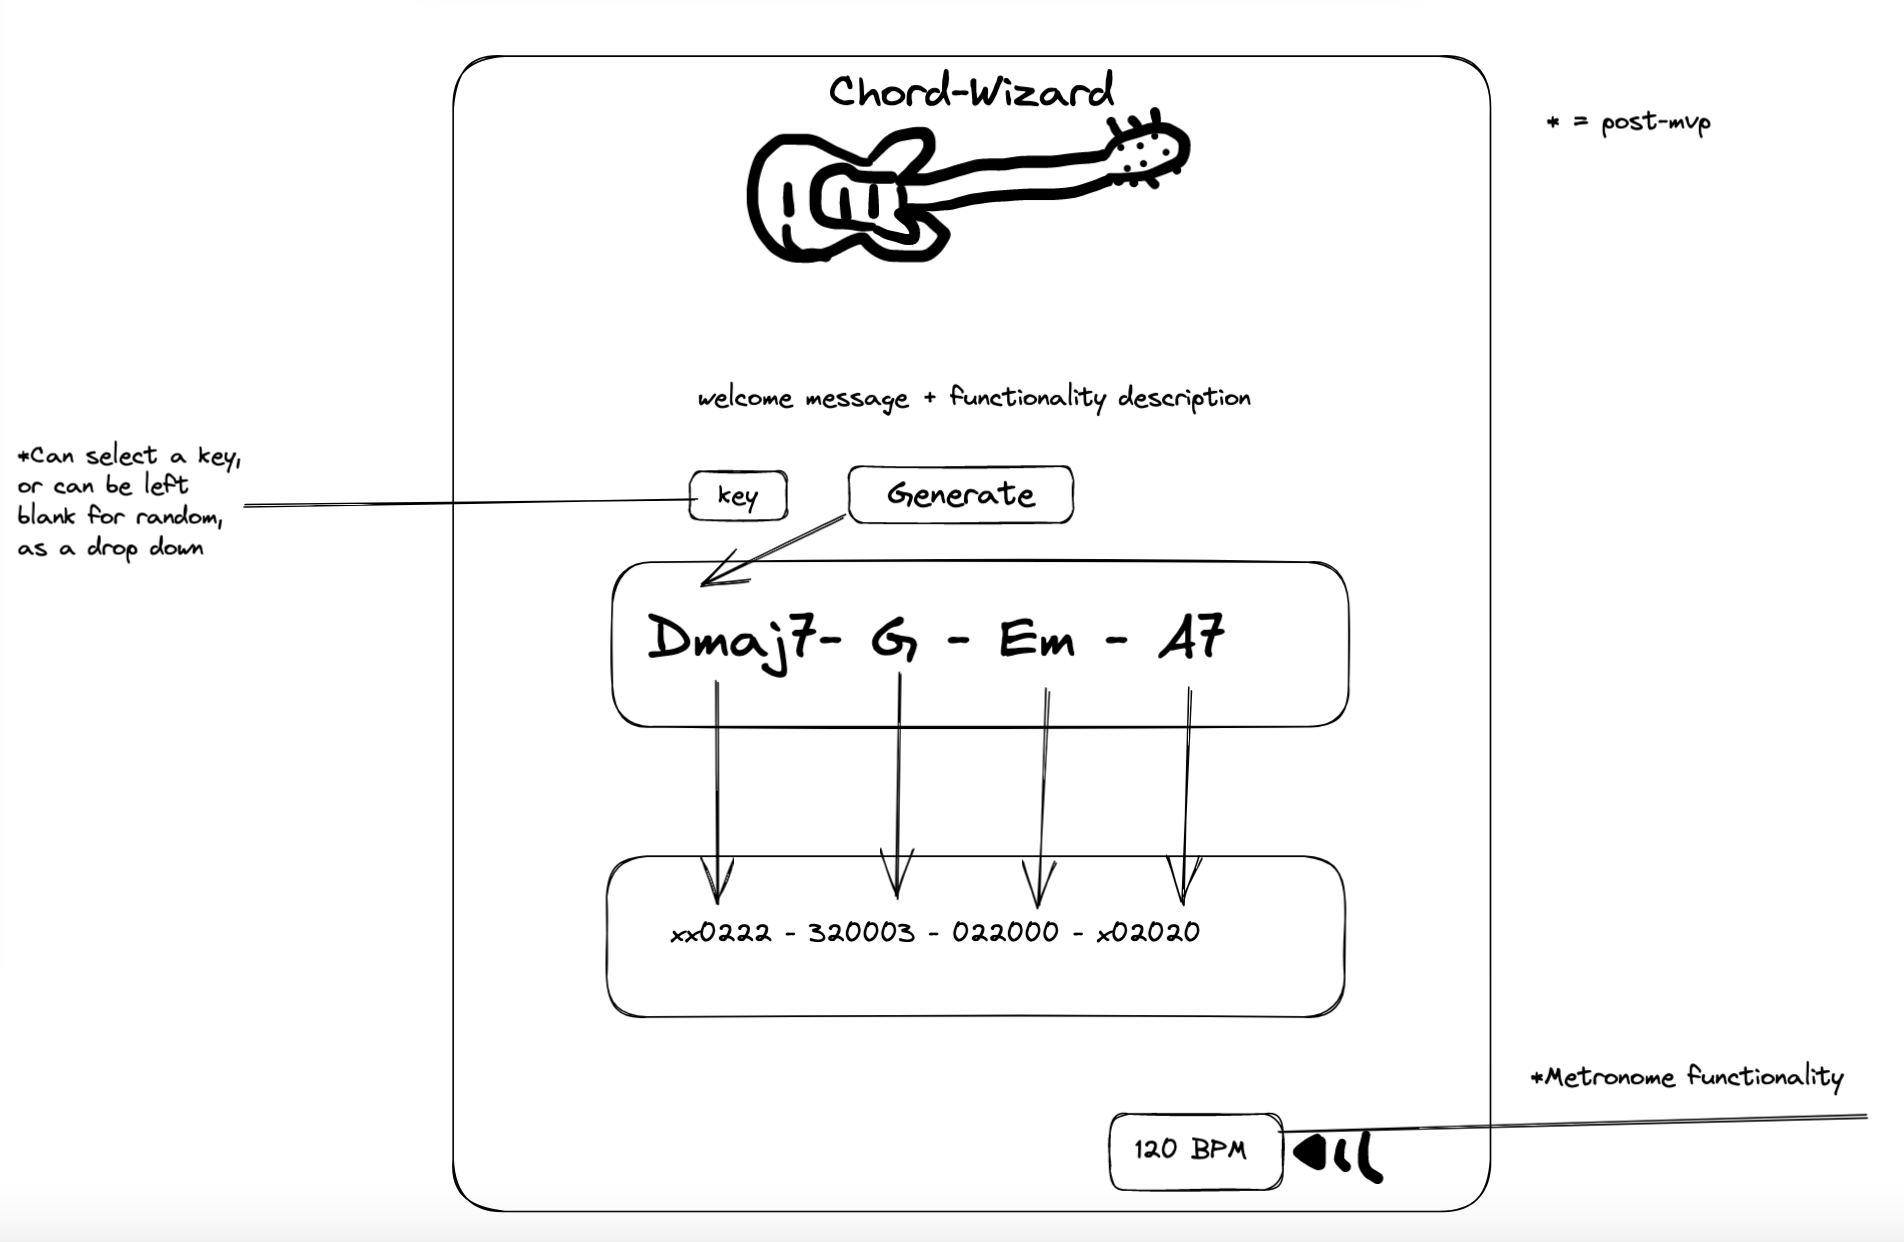 Chord-Wizard
* = post-mvp
welcome message + functionality description
*Can select a key,
or can be left
blank for random,
as a drop down
key
Generate
Dmaj7- G - Em - A7
xx0222 - 320003 - 022000 - x02020
*Metronome functionality
120 BPM